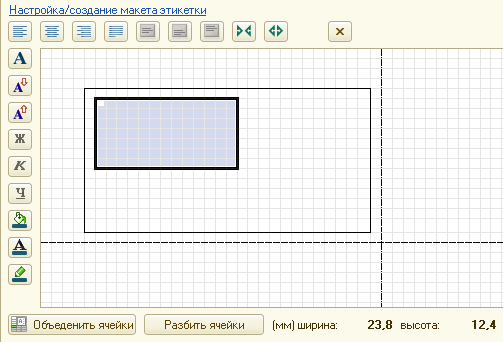 Настройка/создание макета этикетки
А
А
А
Ж
К
Ч
А
Объеденить ячейки Разбить ячейки (мм) ширина: 23,8 высота: 12,4